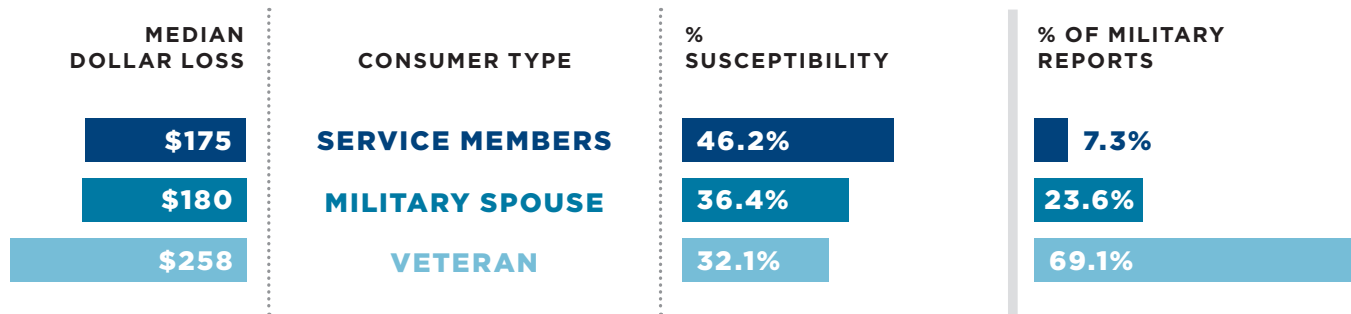 MEDIAN
DOLLAR LOSS
CONSUMER TYPE
%
SUSCEPTIBILITY
% OF MILITARY
REPORTS
$175
SERVICE MEMBERS
46.2%
7.3%
$180
MILITARY SPOUSE
36.4%
23.6%
$258
VETERAN
32.1%
69.1%